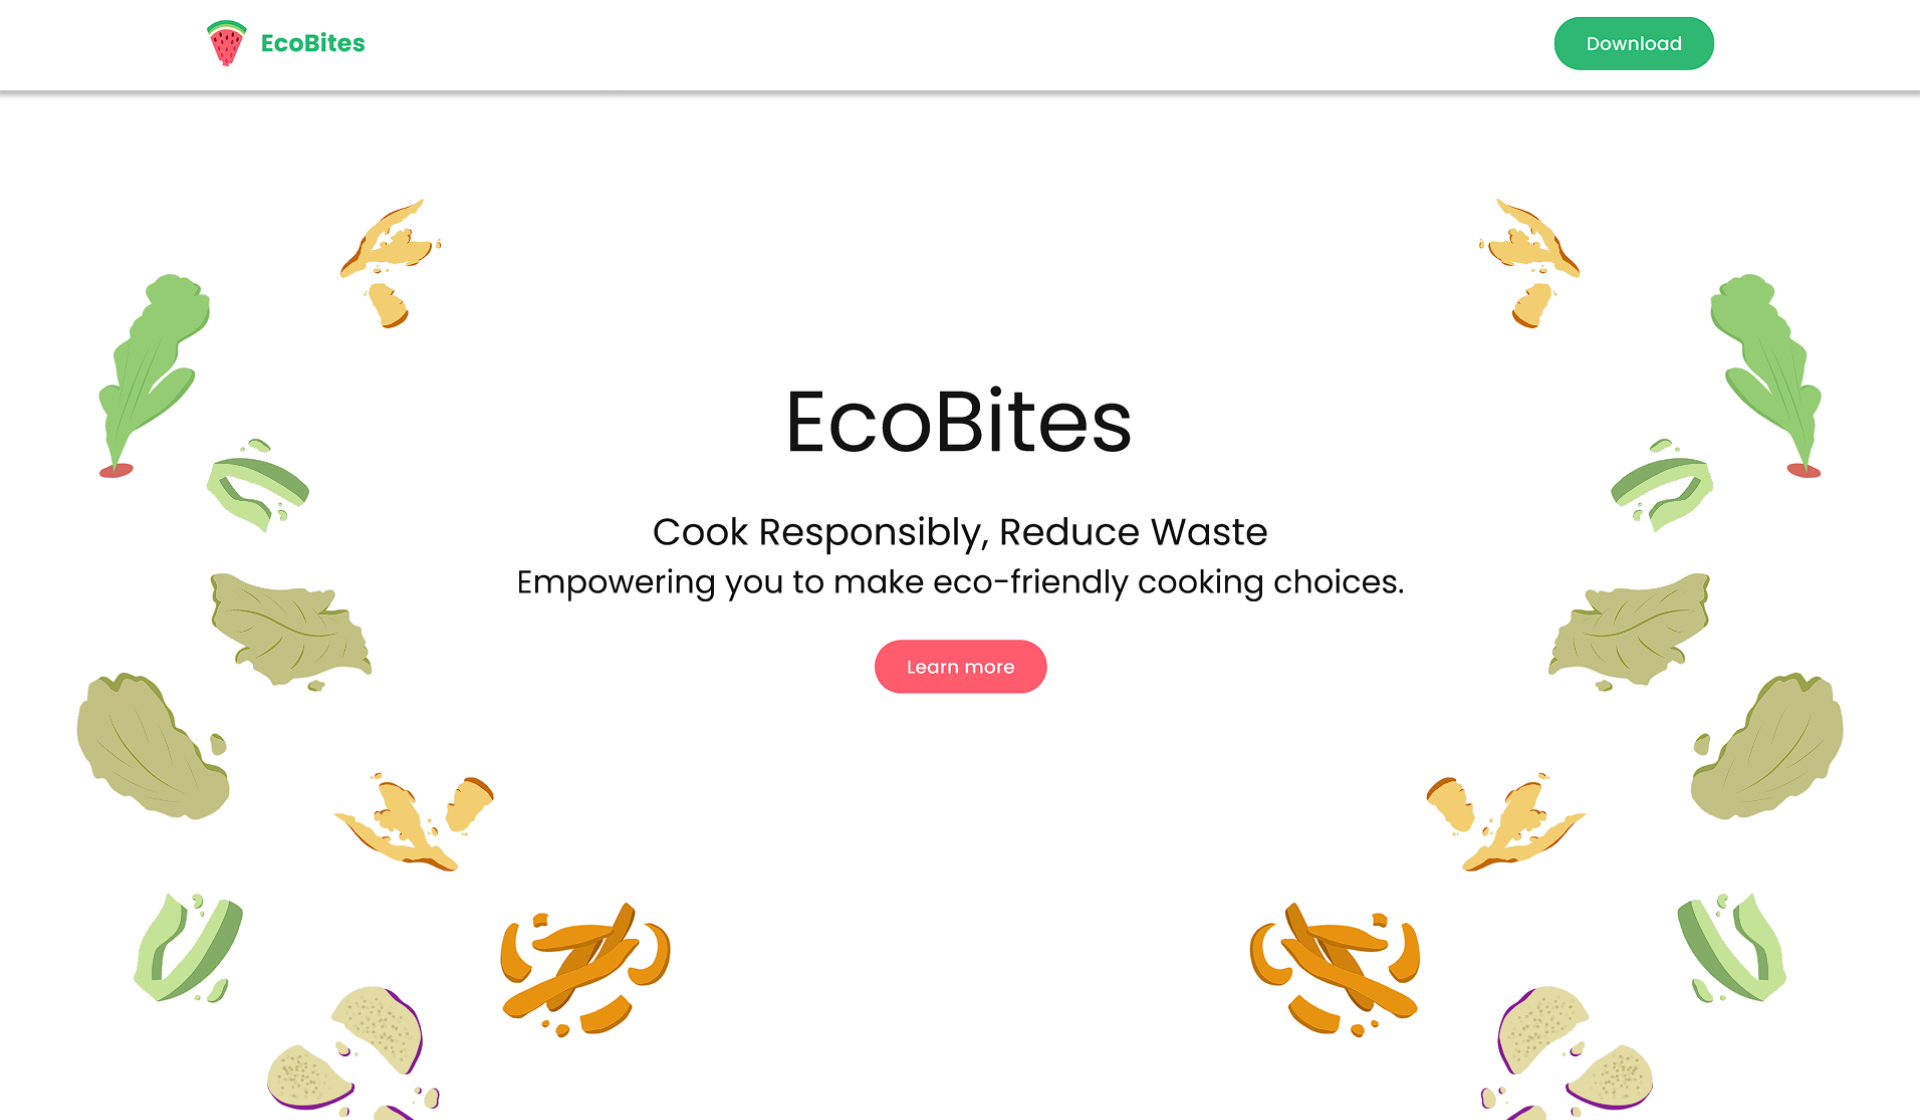 EcoBites
Download
EcoBites
Cook Responsibly, Reduce Waste
Empowering you to make eco-friendly cooking choices.
Learn more